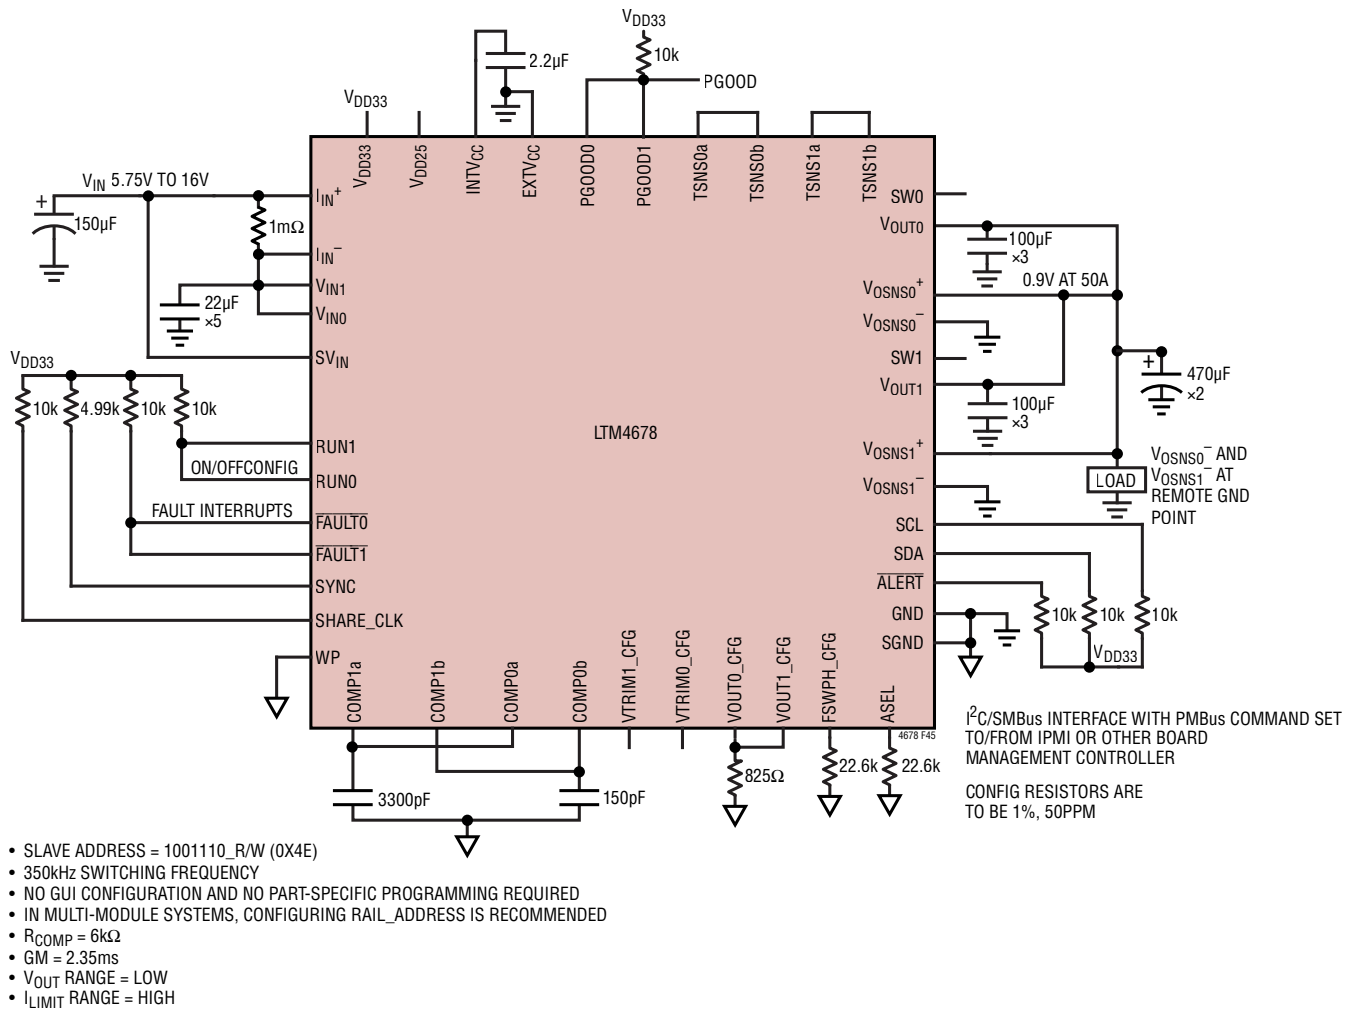 VDD33
10k
2.2µF
PGOOD
VDD33
VDD33
VDD25
INTVCC
EXTVCC
PGOOD0
PGOOD1
TSNS0a
TSNS0b
TSNS1a
TSNS1b
VIN 5.75V TO 16V
+
150µF
1mΩ
22µF
×5
IIN+
IIN−
VIN1
VIN0
SVIN
VDD33
10k
4.99k
10k
10k
RUN1
ON/OFFCONFIG
RUN0
FAULT INTERRUPTS
FAULT0
FAULT1
SYNC
SHARE_CLK
WP
LTM4678
SW0
VOUT0
100µF
×3
0.9V AT 50A
VOSNS0+
VOSNS0−
SW1
VOUT1
100µF
×3
+
470µF
×2
VOSNS1+
VOSNS1−
LOAD
VOSNS0− AND
VOSNS1− AT
REMOTE GND
POINT
SCL
SDA
ALERT
GND
SGND
10k
10k
10k
VDD33
COMP1a
COMP1b
COMP0a
COMP0b
VTRIM1_CFG
VTRIM0_CFG
VOUT0_CFG
VOUT1_CFG
FSWPH_CFG
ASEL
4678 F45
3300pF
150pF
825Ω
22.6k
22.6k
I2C/SMBus INTERFACE WITH PMBus COMMAND SET
TO/FROM IPMI OR OTHER BOARD
MANAGEMENT CONTROLLER
CONFIG RESISTORS ARE
TO BE 1%, 50PPM
• SLAVE ADDRESS = 1001110_R/W (0X4E)
• 350kHz SWITCHING FREQUENCY
• NO GUI CONFIGURATION AND NO PART-SPECIFIC PROGRAMMING REQUIRED
• IN MULTI-MODULE SYSTEMS, CONFIGURING RAIL_ADDRESS IS RECOMMENDED
• RCOMP = 6kΩ
• GM = 2.35ms
• VOUT RANGE = LOW
• ILIMIT RANGE = HIGH